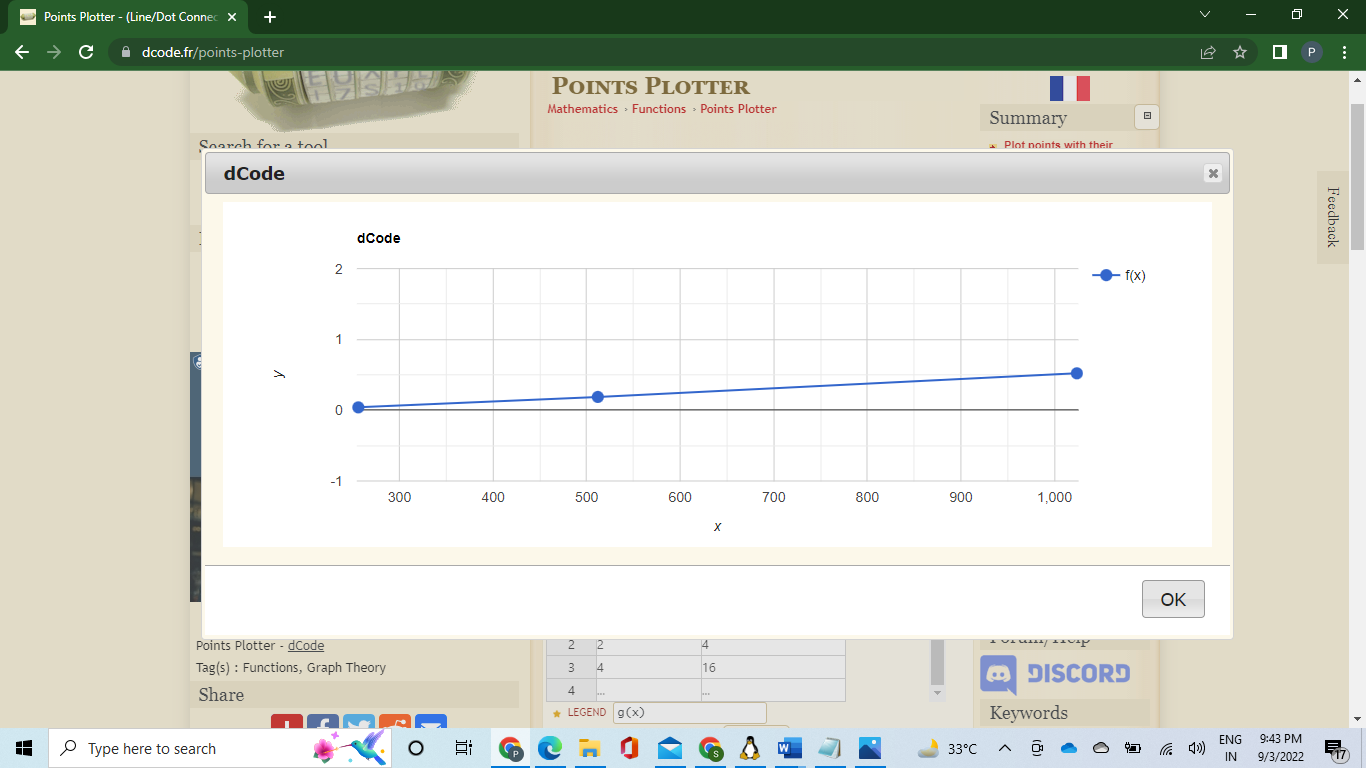 Points Plotter - (Line/Dot Connec
dcode.fr/points-plotter
P
POINTS PLOTTER
Mathematics › Functions › Points Plotter
Summary
Search for a tool
Plot points with their
Feedback
dCode
dCode
f(x)
2
1
0
-1
y
300 400 500 600 700 800 900 1,000
x
OK
Points Plotter - dCode
Tag(s) : Functions, Graph Theory
Share
2 2 4
3 4 16
4 ... ...
LEGEND g(x)
Forum/Help
DISCORD
Keywords
Type here to search
33°C
ENG
IN
9:43 PM
9/3/2022
17